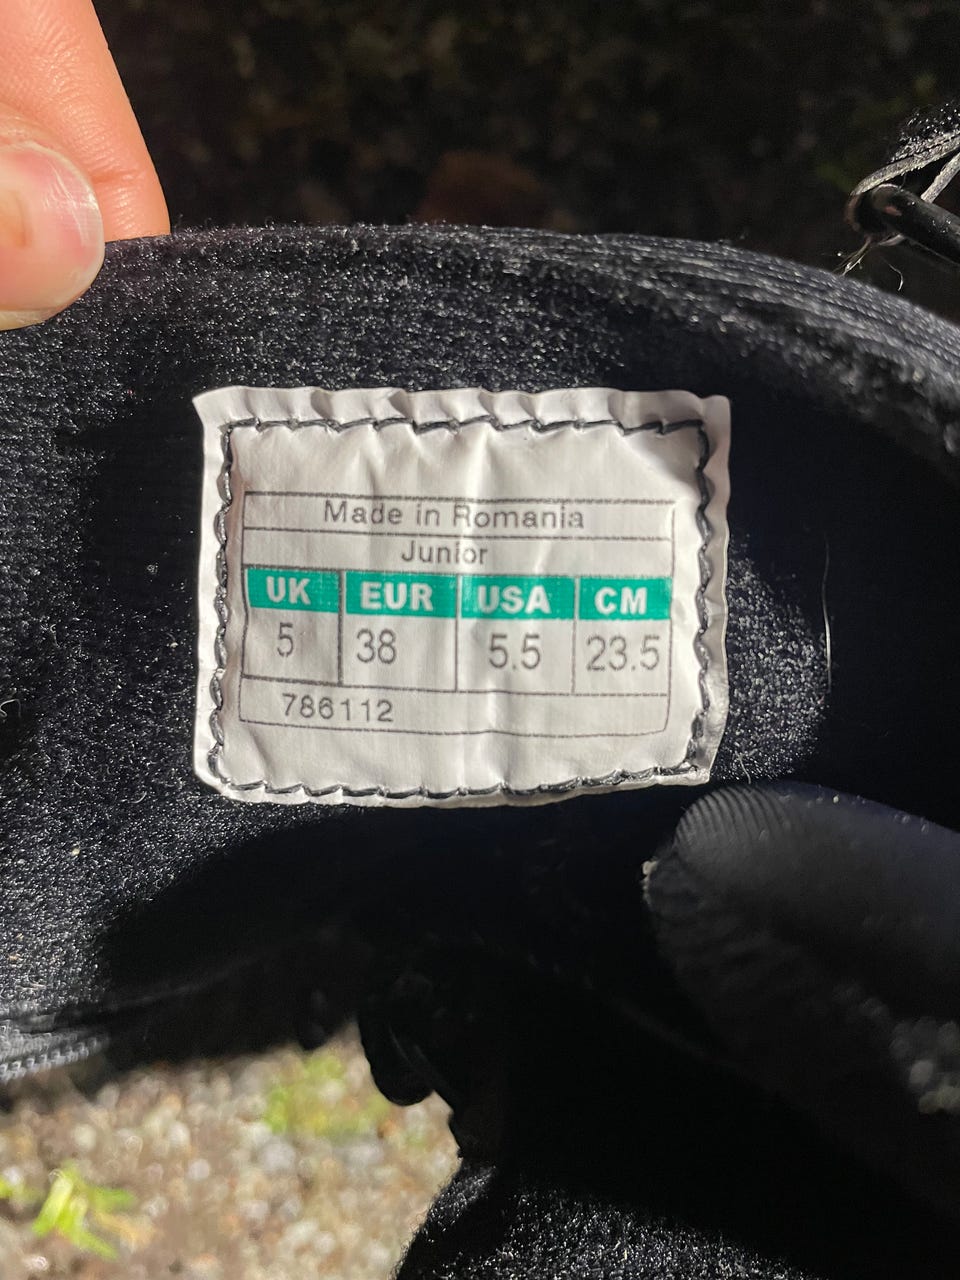 Made in Romania
Junior
UK EUR USA CM
5 38 5.5 23.5
786112